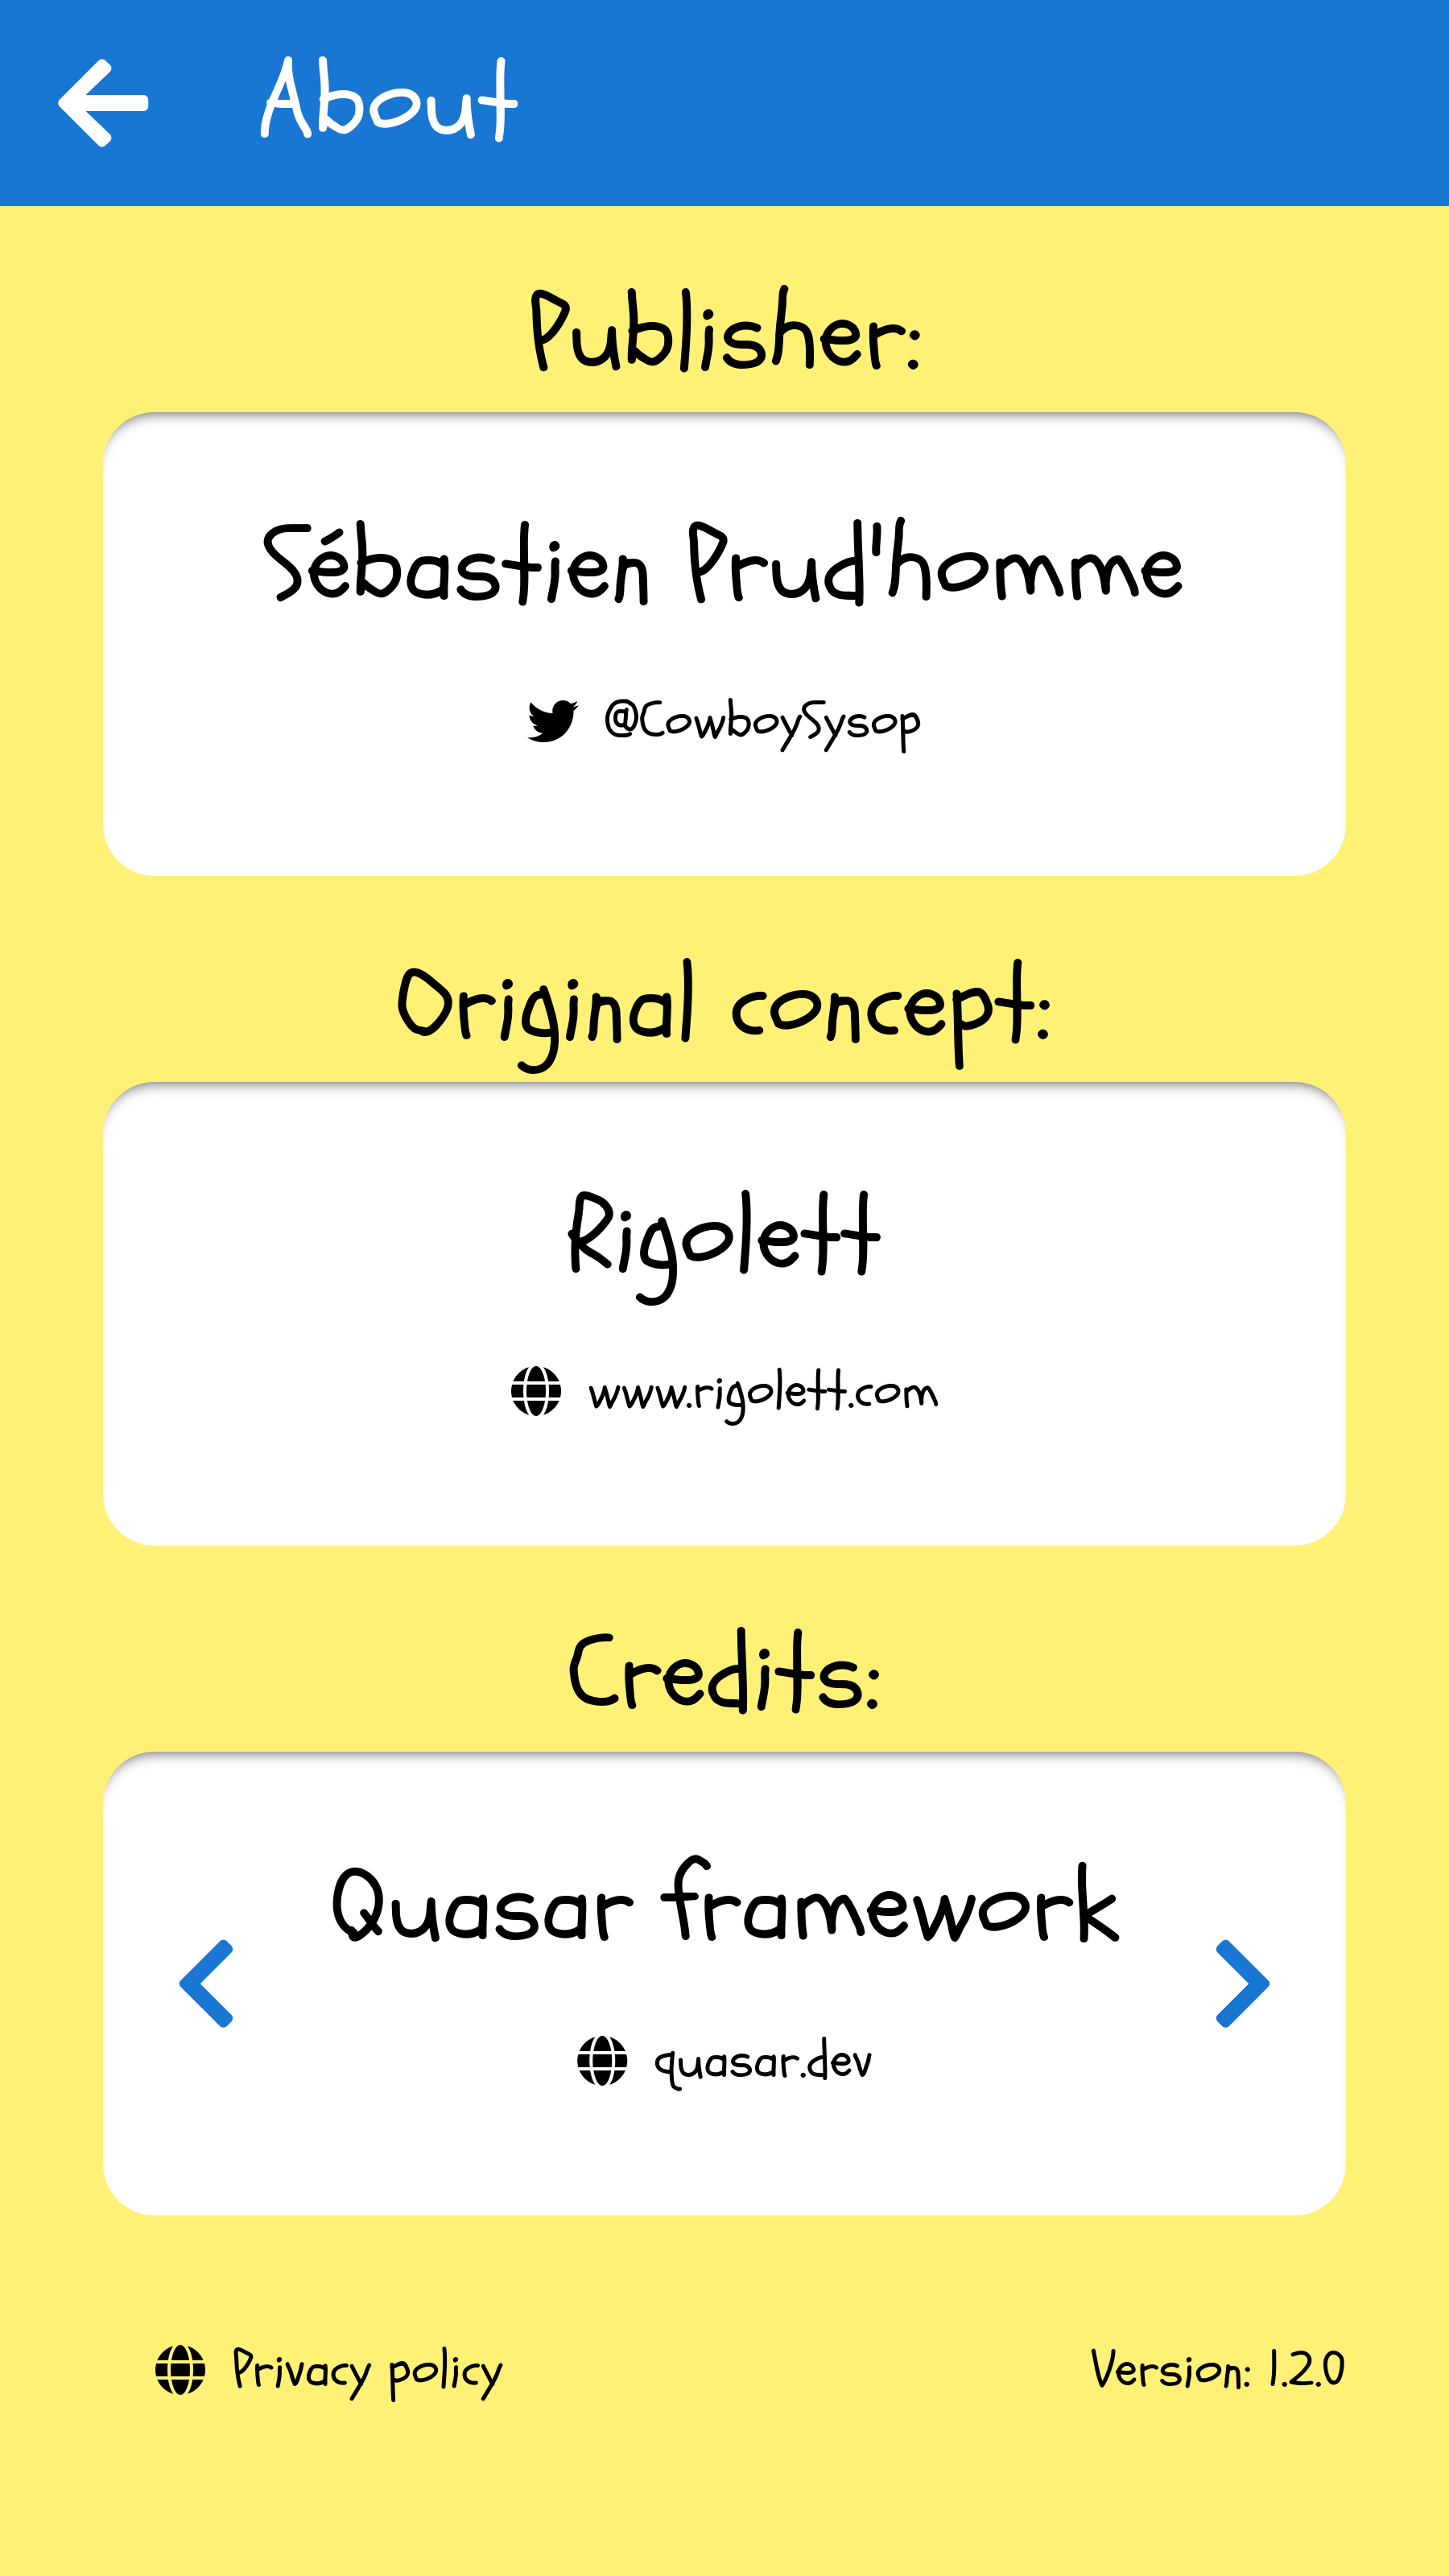 About
Publisher:
Sébastien Prud'homme
@CowboySysop
Original concept:
Rigolett
www.rigolett.com
Credits:
Quasar framework
quasar.dev
Privacy policy
Version: 1.2.0